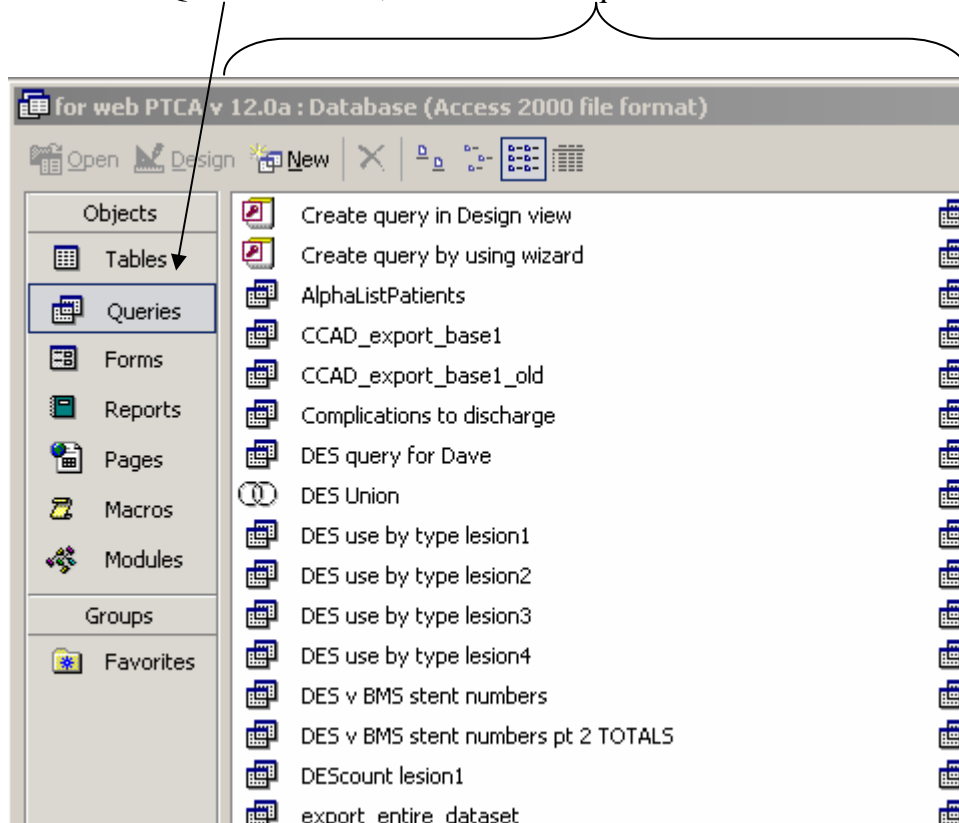 for web PTCA v 12.0a : Database (Access 2000 file format)
Open Design New
Objects
Tables
Queries
Forms
Reports
Pages
Macros
Modules
Groups
Favorites
Create query in Design view
Create query by using wizard
AlphaListPatients
CCAD_export_base1
CCAD_export_base1_old
Complications to discharge
DES query for Dave
DES Union
DES use by type lesion1
DES use by type lesion2
DES use by type lesion3
DES use by type lesion4
DES v BMS stent numbers
DES v BMS stent numbers pt 2 TOTALS
DEScount lesion1
export_entire_dataset